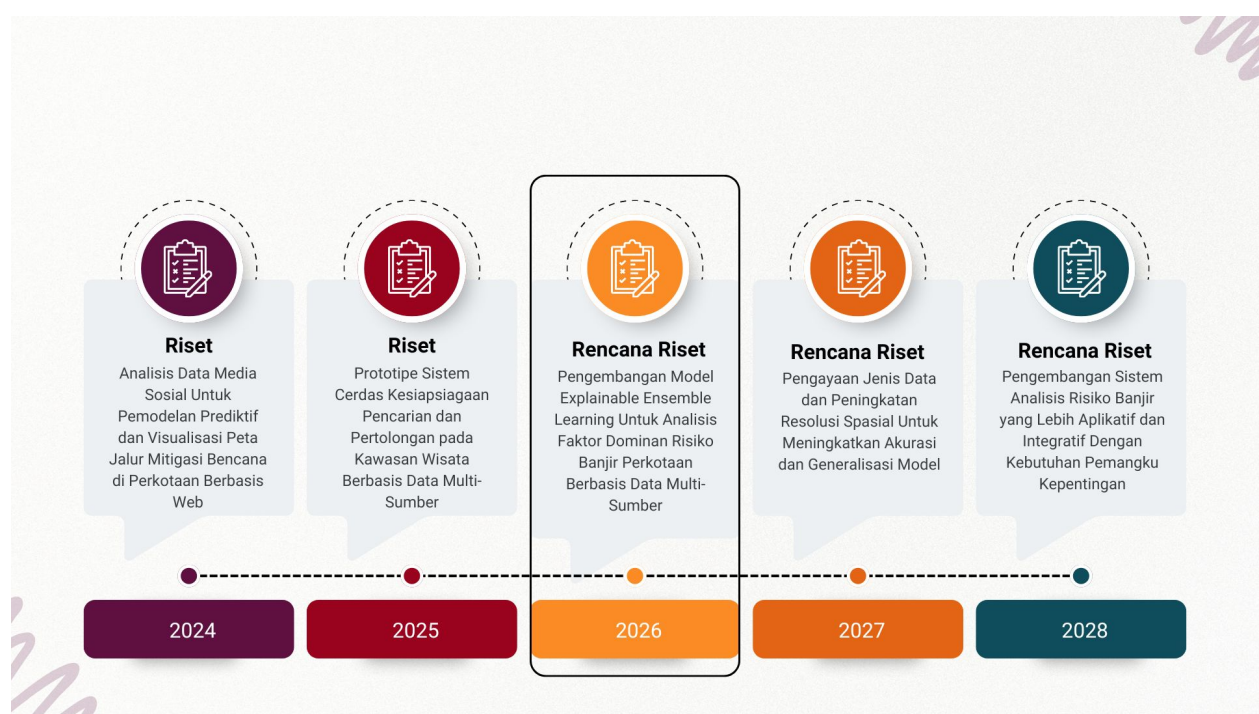 Riset
Analisis Data Media
Sosial Untuk
Pemodelan Prediktif
dan Visualisasi Peta
Jalur Mitigasi Bencana
di Perkotaan Berbasis
Web
Riset
Prototipe Sistem
Cerdas Kesiapsiagaan
Pencarian dan
Pertolongan pada
Kawasan Wisata
Berbasis Data Multi-
Sumber
Rencana Riset
Pengembangan Model
Explainable Ensemble
Learning Untuk Analisis
Faktor Dominan Risiko
Banjir Perkotaan
Berbasis Data Multi-
Sumber
Rencana Riset
Pengayaan Jenis Data
dan Peningkatan
Resolusi Spasial Untuk
Meningkatkan Akurasi
dan Generalisasi Model
Rencana Riset
Pengembangan Sistem
Analisis Risiko Banjir
yang Lebih Aplikatif dan
Integratif Dengan
Kebutuhan Pemangku
Kepentingan
2024
2025
2026
2027
2028